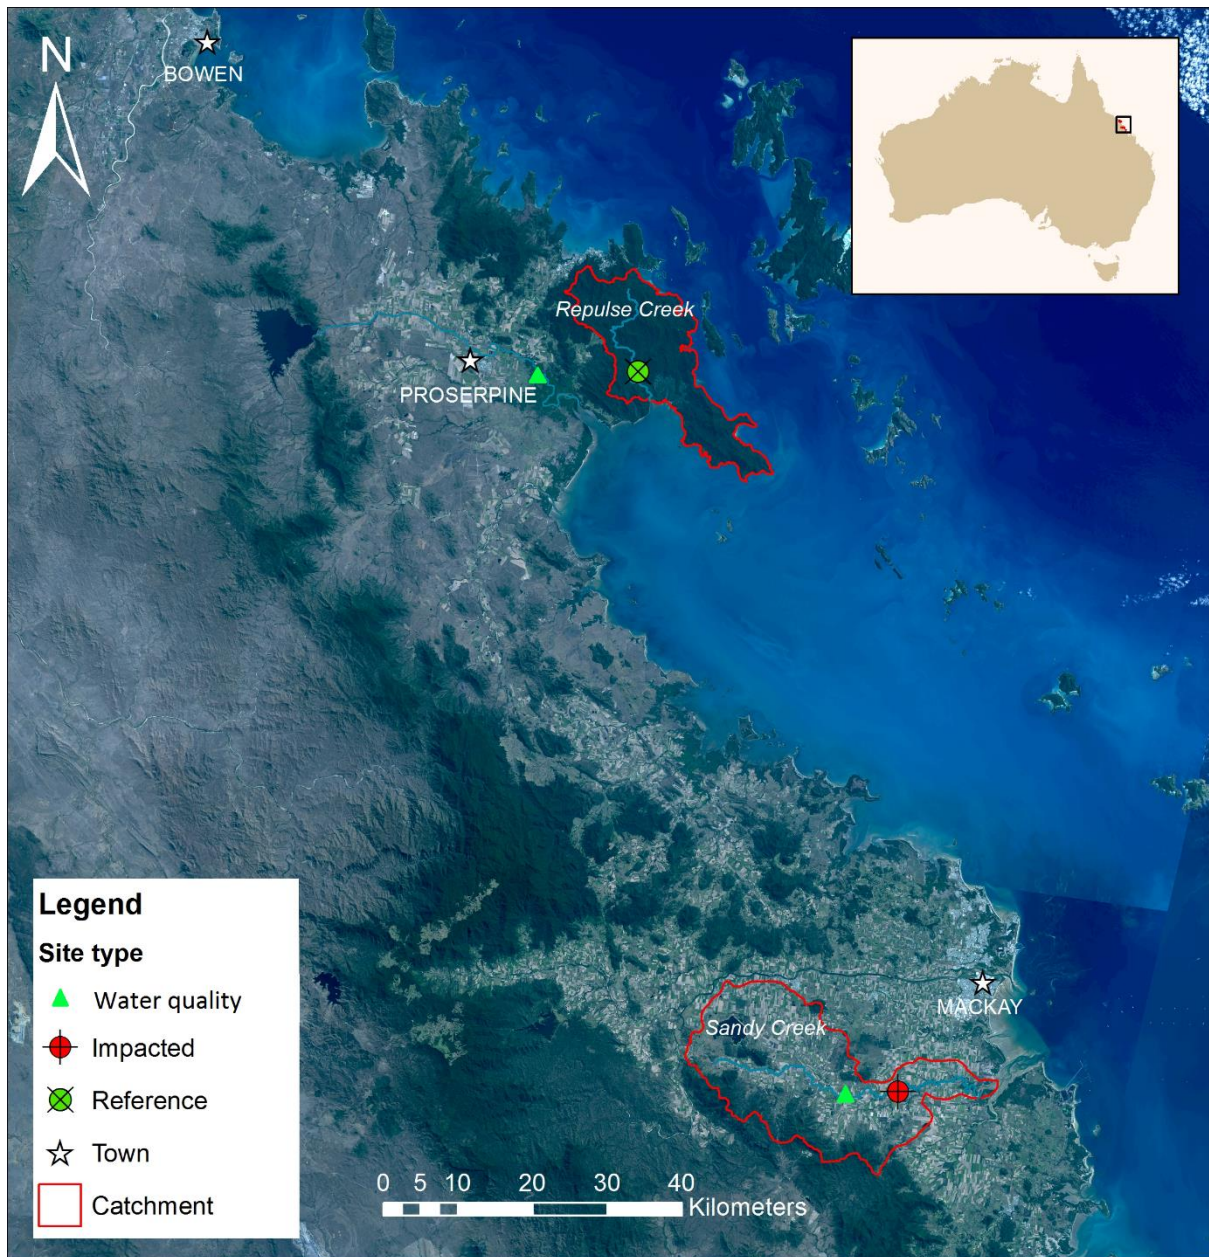 N
BOWEN
Repulse Creek
PROSERPINE
Legend
Site type
Water quality
Impacted
Reference
Town
Catchment
Sandy Creek
MACKAY
0 5 10 20 30 40
Kilometers